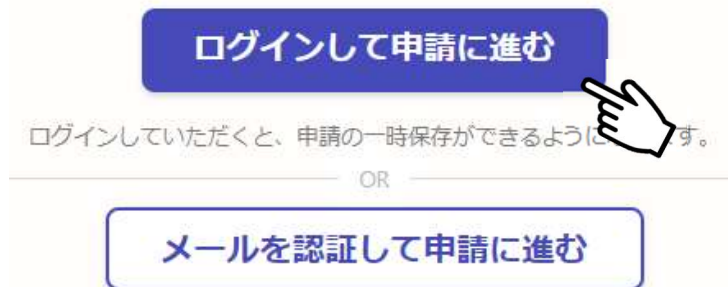 ログインして申請に進む
ログインしていただくと、申請の一時保存ができるように す。
OR
メールを認証して申請に進む